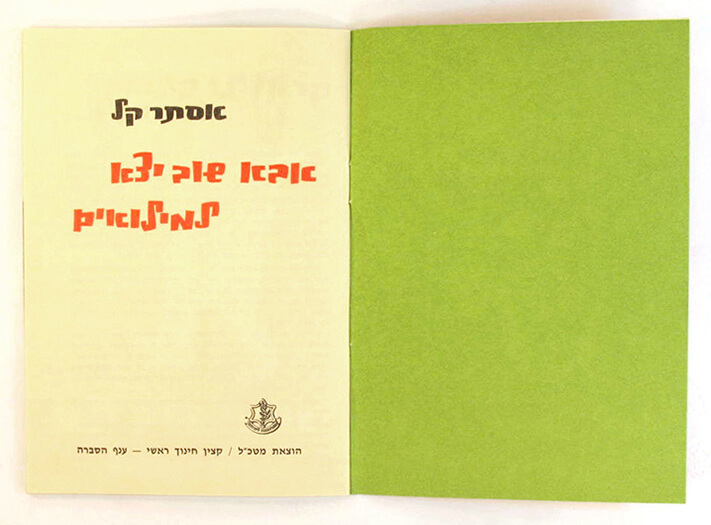 אסתר קל
אבא שוב יצא
למילואים
הוצאת מטכ"ל / קצין חינוך ראשי — ענף הסברה